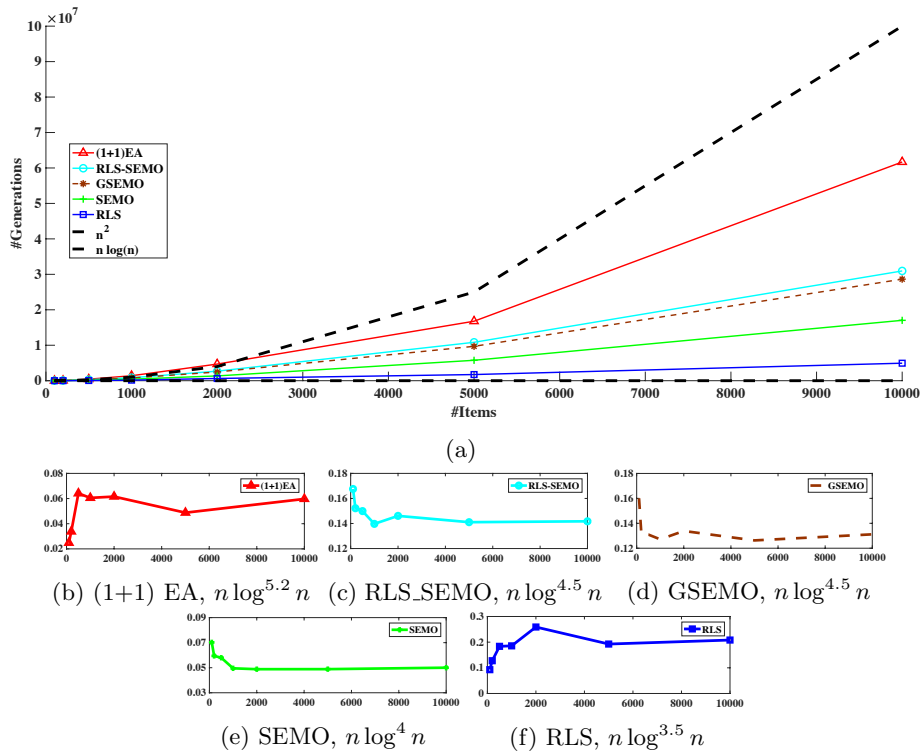 × 10^7
10
9
8
7
6
5
4
3
2
1
0
#Generations
(1+)EA
RLS-SEMO
GSEMO
SEMO
RLS
n^2
n log(n)
0 1000 2000 3000 4000 5000 6000 7000 8000 9000 10000
#Items
(a)
0.08
0.06
0.04
0.02
0 2000 4000 6000 8000 10000
(1+1)EA
0.18
0.16
0.14
0.12
0 2000 4000 6000 8000 10000
RLS-SEMO
0.18
0.16
0.14
0.12
0 2000 4000 6000 8000 10000
GSEMO
(b) (1+1) EA, n log^5.2 n (c) RLS_SEMO, n log^4.5 n (d) GSEMO, n log^4.5 n
0.09
0.07
0.05
0.03
0 2000 4000 6000 8000 10000
SEMO
0.3
0.2
0.1
0
0 2000 4000 6000 8000 10000
RLS
(e) SEMO, n log^4 n (f) RLS, n log^3.5 n